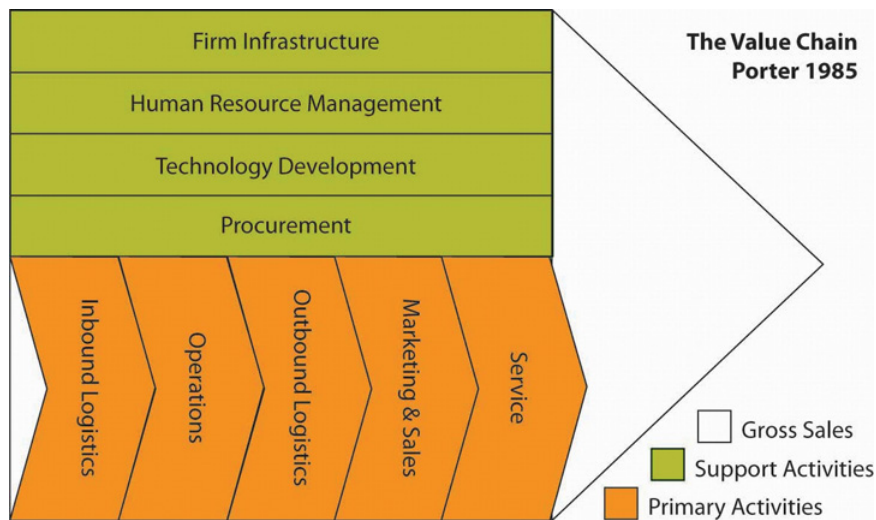 Firm Infrastructure
Human Resource Management
Technology Development
Procurement
Inbound Logistics
Operations
Outbound Logistics
Marketing & Sales
Service
The Value Chain
Porter 1985
Gross Sales
Support Activities
Primary Activities